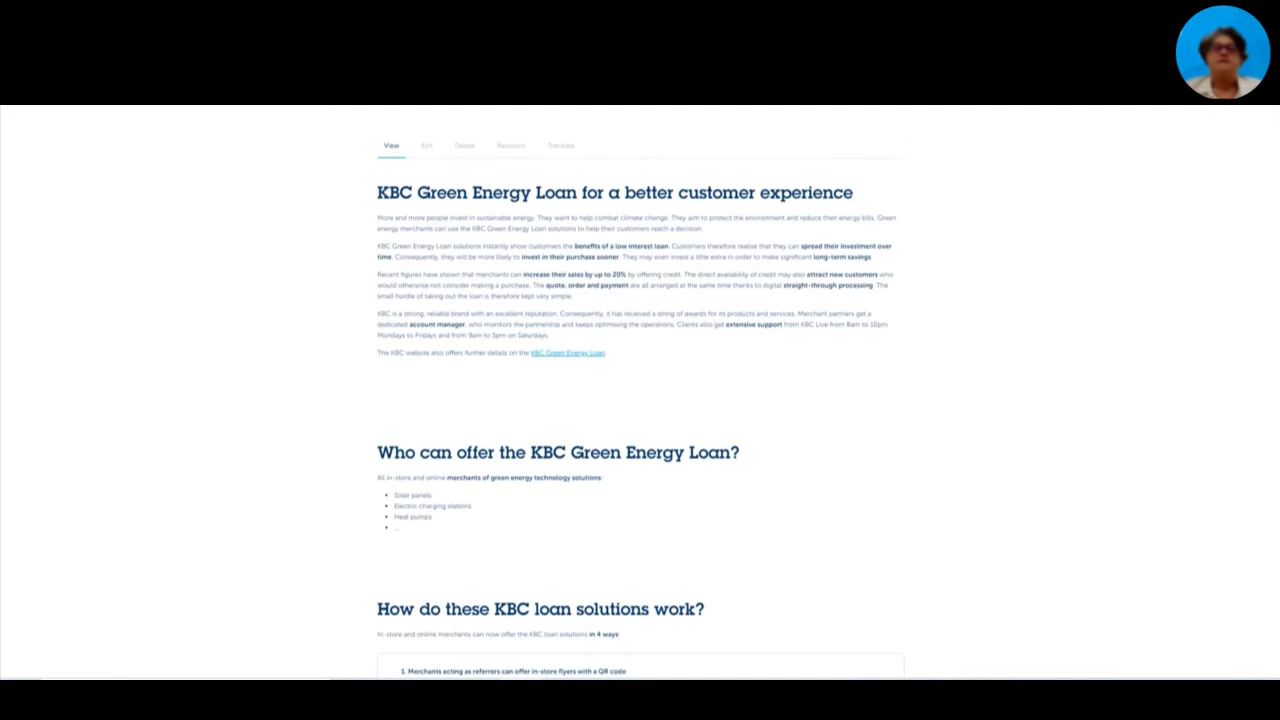 View Edit Delete Revisions Translate
KBC Green Energy Loan for a better customer experience
More and more people invest in sustainable energy. They want to help combat climate change. They aim to protect the environment and reduce their energy bills. Green
energy merchants can use the KBC Green Energy Loan solutions to help their customers reach a decision.
KBC Green Energy Loan solutions instantly show customers the benefits of a low interest loan. Customers therefore realise that they can spread their investment over
time. Consequently, they will be more likely to invest in their purchase sooner. They may even invest a little extra in order to make significant long-term savings.
Recent figures have shown that merchants can increase their sales by up to 20% by offering credit. The direct availability of credit may also attract new customers who
would otherwise not consider making a purchase. The quote, order and payment are all arranged at the same time thanks to digital straight-through processing. The
small hurdle of taking out the loan is therefore kept very simple.
KBC is a strong, reliable brand with an excellent reputation. Consequently, it has received a string of awards for its products and services. Merchant partners get a
dedicated account manager, who monitors the partnership and keeps optimising the operations. Clients also get extensive support from KBC Live from 8am to 10pm
Mondays to Fridays and from 9am to 5pm on Saturdays.
The KBC website also offers further details on the KBC Green Energy Loan.
Who can offer the KBC Green Energy Loan?
All in-store and online merchants of green energy technology solutions:
• Solar panels
• Electric charging stations
• Heat pumps
• ...
How do these KBC loan solutions work?
In-store and online merchants can now offer the KBC loan solutions in 4 ways:
1. Merchants acting as referrers can offer in-store flyers with a QR code